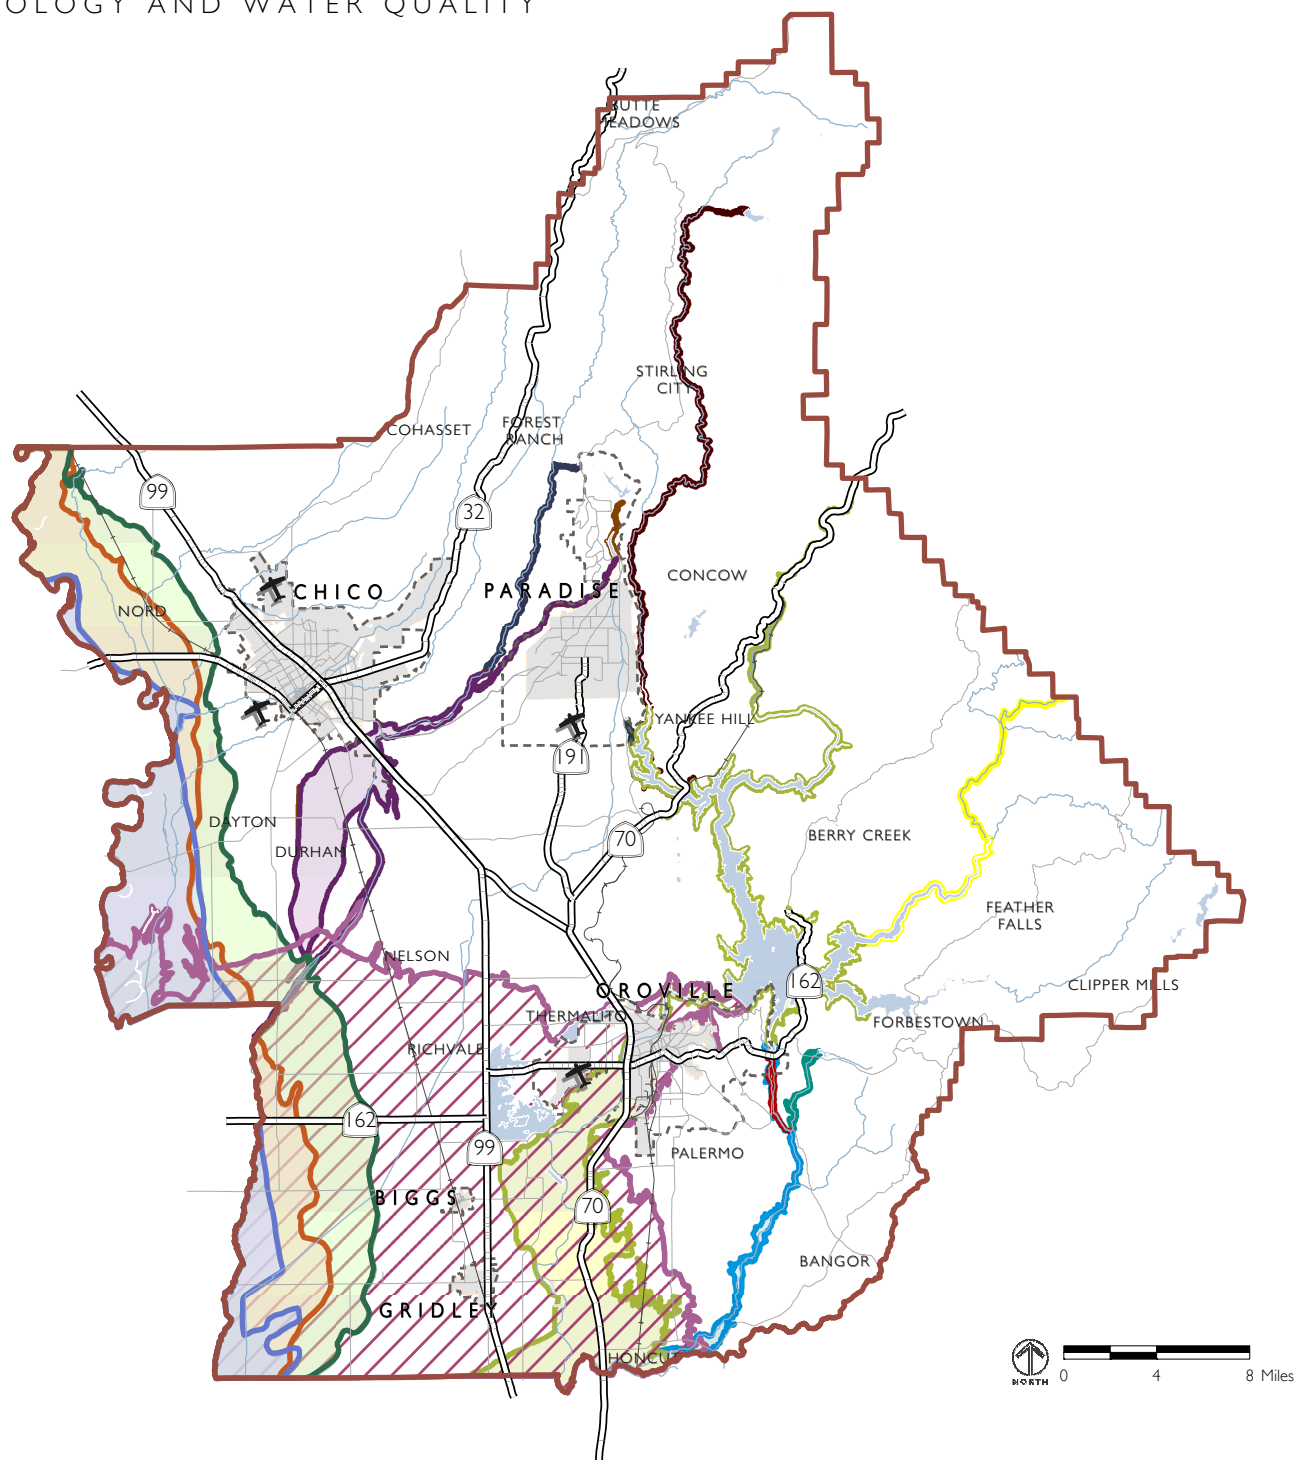 OLOGY AND WATER QUALITY
BUTTE
MEADOWS
STIRLING
CITY
COHASSET
FOREST
RANCH
99
32
CONCOW
CHICO
PARADISE
NORD
YANKEE HILL
191
DAYTON
70
BERRY CREEK
DURHAM
FEATHER
FALLS
NELSON
OROVILLE
162
CLIPPER MILLS
THERMALITO
FORBESTOWN
RICHVALE
162
99
PALERMO
BIGGS
70
BANGOR
GRIDLEY
HONCUT
NORTH
0 4 8 Miles